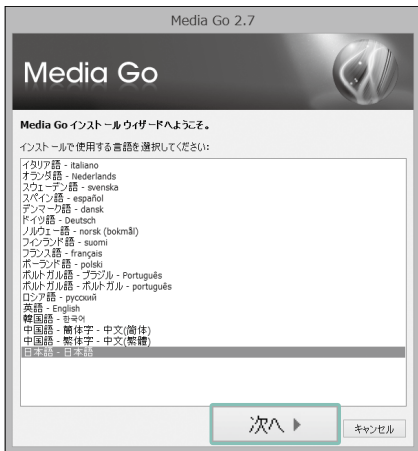 Media Go 2.7
Media Go
Media Go インストール ウィザードへようこそ。
インストールで使用する言語を選択してください:
イタリア語 - italiano
オランダ語 - Nederlands
スウェーデン語 - svenska
スペイン語 - español
デンマーク語 - dansk
ドイツ語 - Deutsch
ノルウェー語 - norsk (bokmål)
フィンランド語 - suomi
フランス語 - français
ポーランド語 - polski
ポルトガル語 - ブラジル - Português
ポルトガル語 - ポルトガル - português
ロシア語 - русский
英語 - English
韓国語 - 한국어
中国語 - 簡体字 - 中文(简体)
中国語 - 繁体字 - 中文(繁體)
日本語 - 日本語
次へ
キャンセル